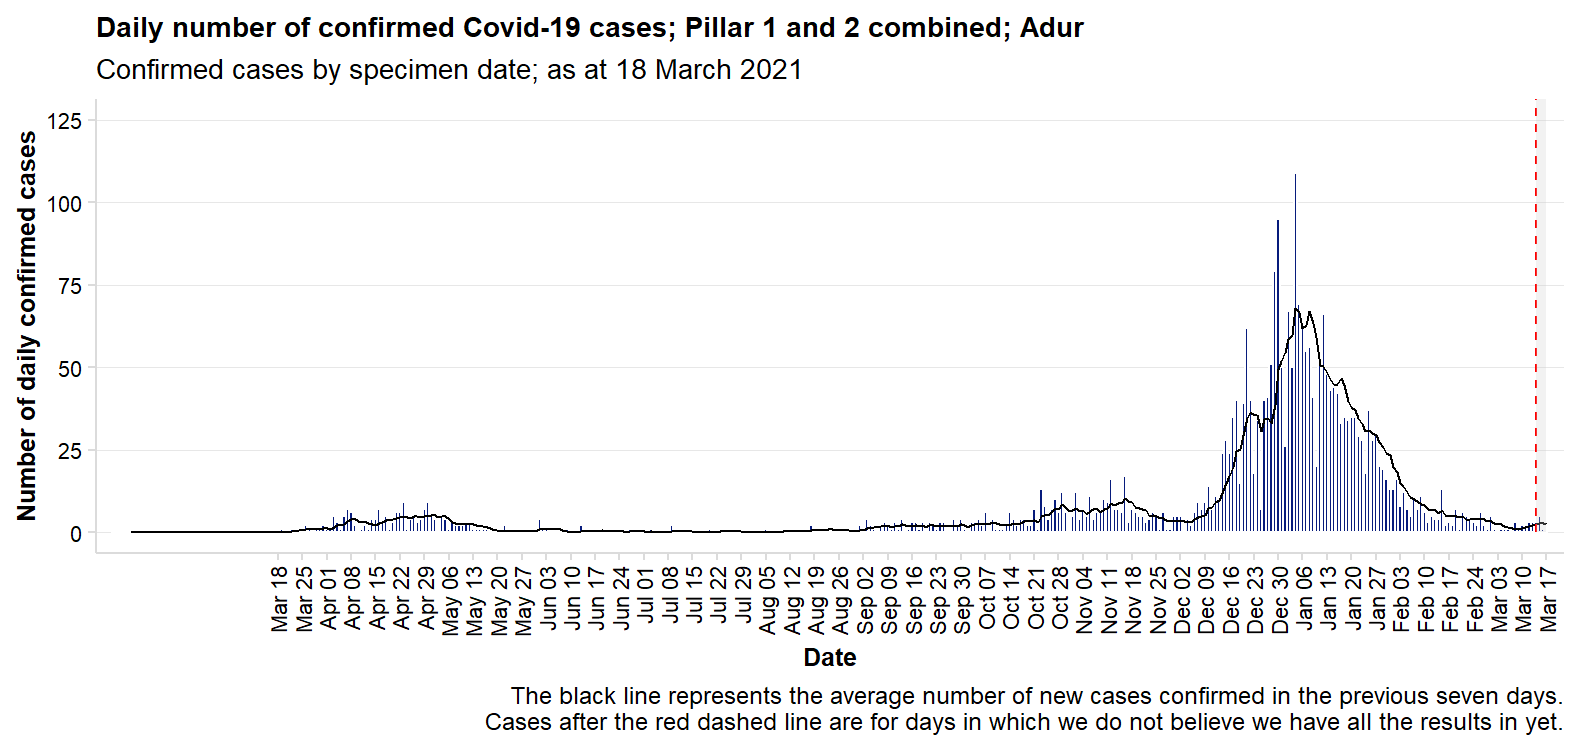 Daily number of confirmed Covid-19 cases; Pillar 1 and 2 combined; Adur
Confirmed cases by specimen date; as at 18 March 2021
Number of daily confirmed cases
125
100
75
50
25
0
Mar 18
Mar 25
Apr 01
Apr 08
Apr 15
Apr 22
Apr 29
May 06
May 13
May 20
May 27
Jun 03
Jun 10
Jun 17
Jun 24
Jul 01
Jul 08
Jul 15
Jul 22
Jul 29
Aug 05
Aug 12
Aug 19
Aug 26
Sep 02
Sep 09
Sep 16
Sep 23
Sep 30
Oct 07
Oct 14
Oct 21
Oct 28
Nov 04
Nov 11
Nov 18
Nov 25
Dec 02
Dec 09
Dec 16
Dec 23
Dec 30
Jan 06
Jan 13
Jan 20
Jan 27
Feb 03
Feb 10
Feb 17
Feb 24
Mar 03
Mar 10
Mar 17
Date
The black line represents the average number of new cases confirmed in the previous seven days.
Cases after the red dashed line are for days in which we do not believe we have all the results in yet.